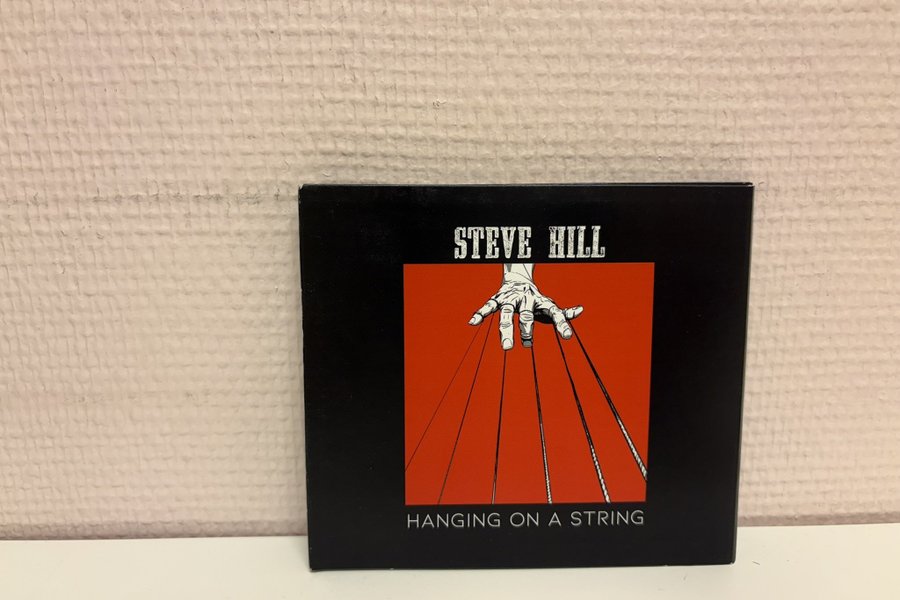 STEVE HILL
HANGING ON A STRING